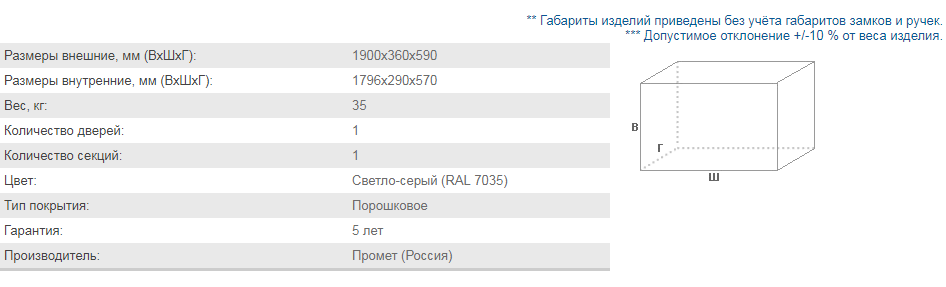 ** Габариты изделий приведены без учёта габаритов замков и ручек.
*** Допустимое отклонение +/-10 % от веса изделия.
Размеры внешние, мм (ВхШхГ): 1900x360x590
Размеры внутренние, мм (ВхШхГ): 1796x290x570
Вес, кг: 35
Количество дверей: 1
Количество секций: 1
Цвет: Светло-серый (RAL 7035)
Тип покрытия: Порошковое
Гарантия: 5 лет
Производитель: Промет (Россия)
В
Г
Ш